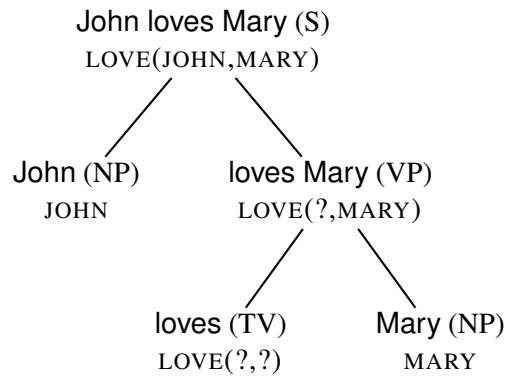 John loves Mary (S)
LOVE(JOHN,MARY)
John (NP) loves Mary (VP)
JOHN LOVE(?,MARY)
loves (TV) Mary (NP)
LOVE(?,?) MARY